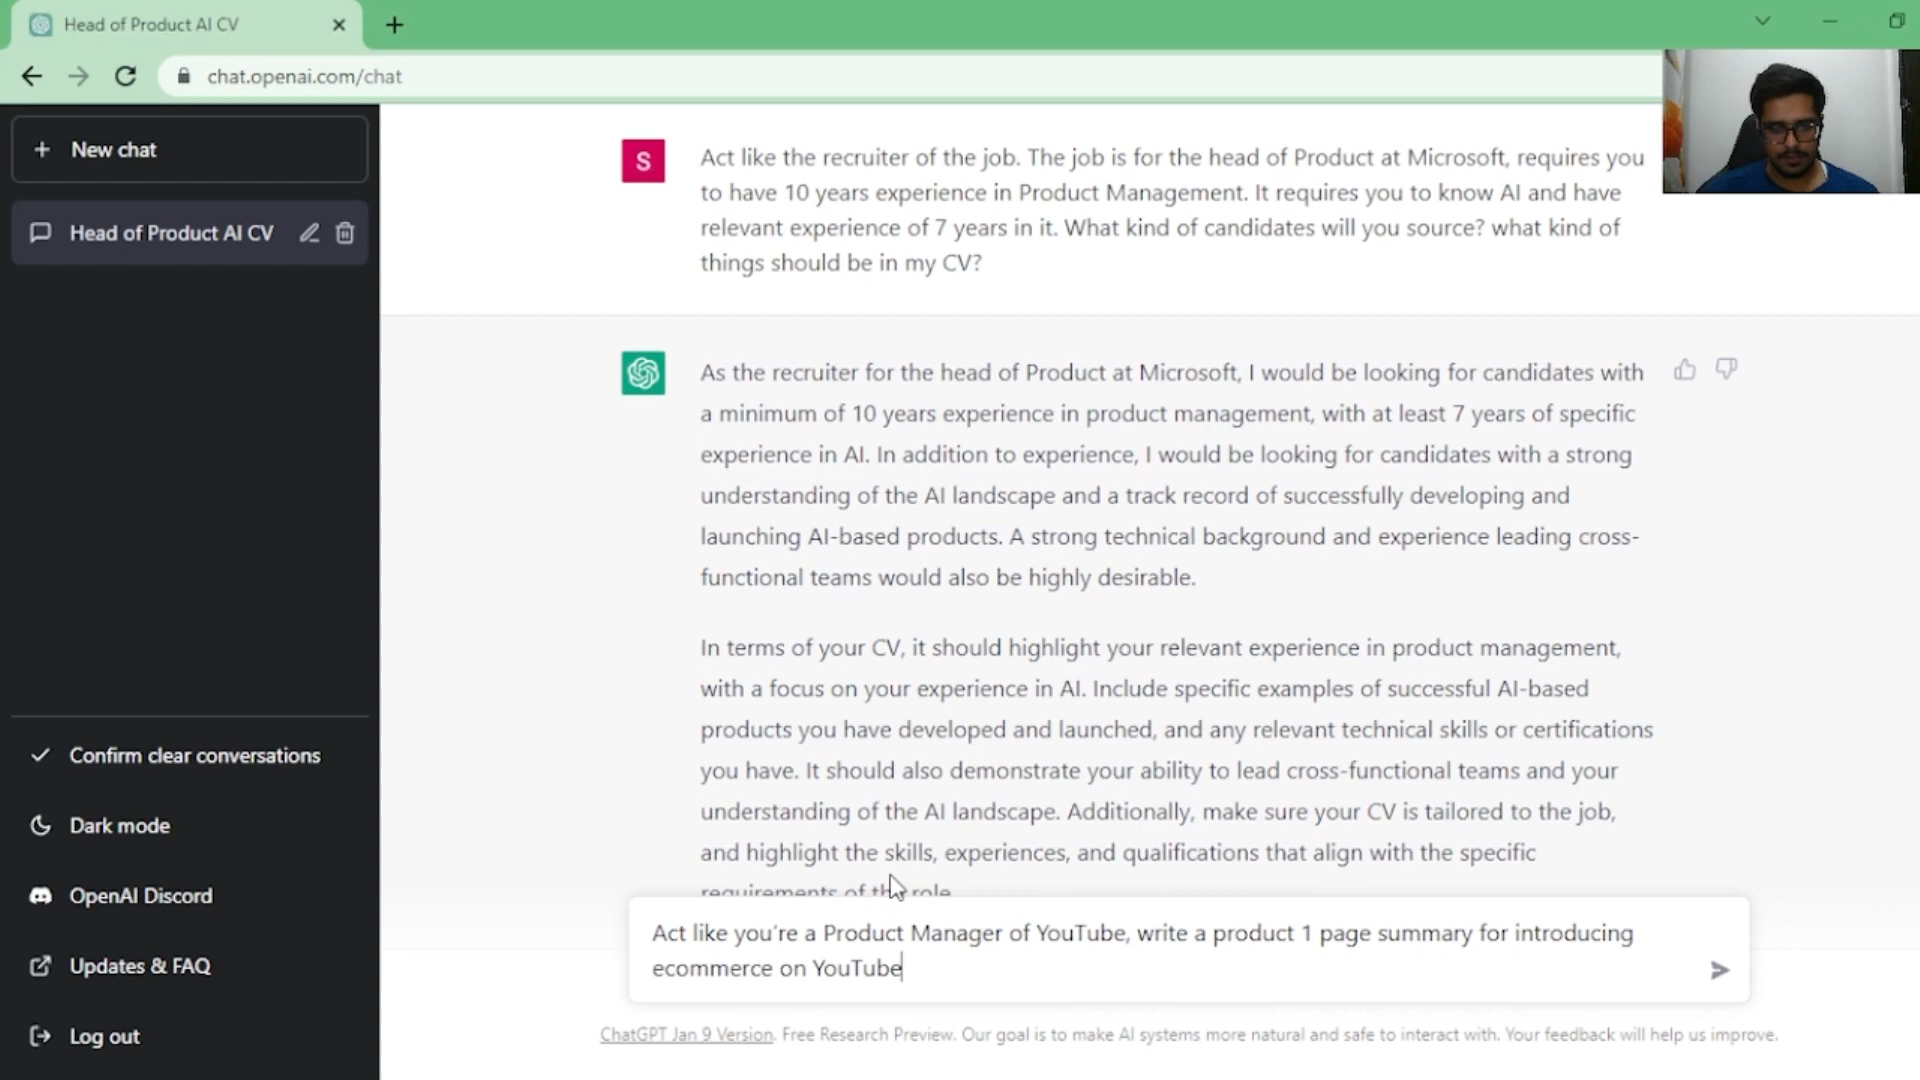 Head of Product AI CV
chat.openai.com/chat
New chat
Head of Product AI CV
Confirm clear conversations
Dark mode
OpenAI Discord
Updates & FAQ
Log out
S
Act like the recruiter of the job. The job is for the head of Product at Microsoft, requires you
to have 10 years experience in Product Management. It requires you to know AI and have
relevant experience of 7 years in it. What kind of candidates will you source? what kind of
things should be in my CV?
As the recruiter for the head of Product at Microsoft, I would be looking for candidates with
a minimum of 10 years experience in product management, with at least 7 years of specific
experience in AI. In addition to experience, I would be looking for candidates with a strong
understanding of the AI landscape and a track record of successfully developing and
launching AI-based products. A strong technical background and experience leading cross-
functional teams would also be highly desirable.
In terms of your CV, it should highlight your relevant experience in product management,
with a focus on your experience in AI. Include specific examples of successful AI-based
products you have developed and launched, and any relevant technical skills or certifications
you have. It should also demonstrate your ability to lead cross-functional teams and your
understanding of the AI landscape. Additionally, make sure your CV is tailored to the job,
and highlight the skills, experiences, and qualifications that align with the specific
requirements of the role.
Act like you're a Product Manager of YouTube, write a product 1 page summary for introducing
ecommerce on YouTube
ChatGPT Jan 9 Version. Free Research Preview. Our goal is to make AI systems more natural and safe to interact with. Your feedback will help us improve.